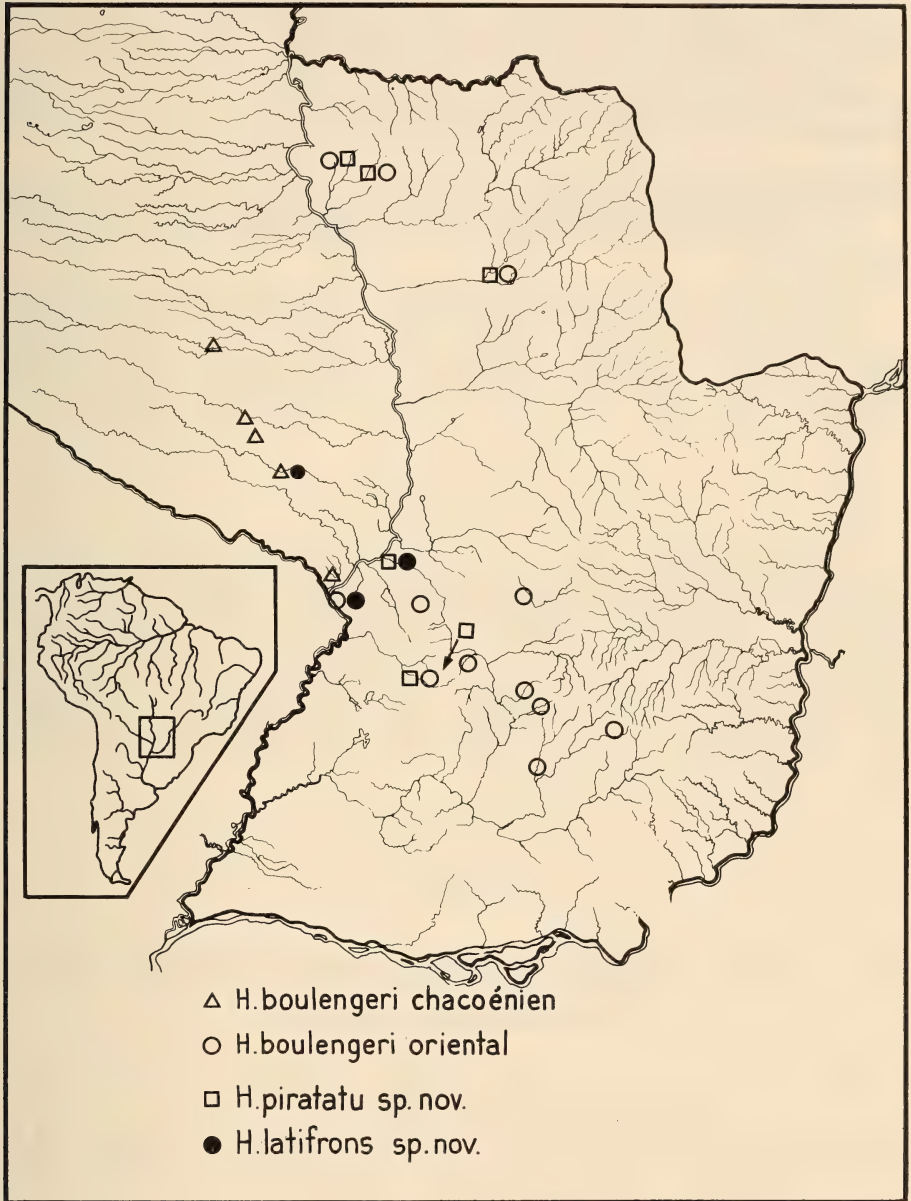 H.boulengeri chacoénien
H.boulengeri oriental
H.piratatu sp.nov.
H.latifrons sp.nov.